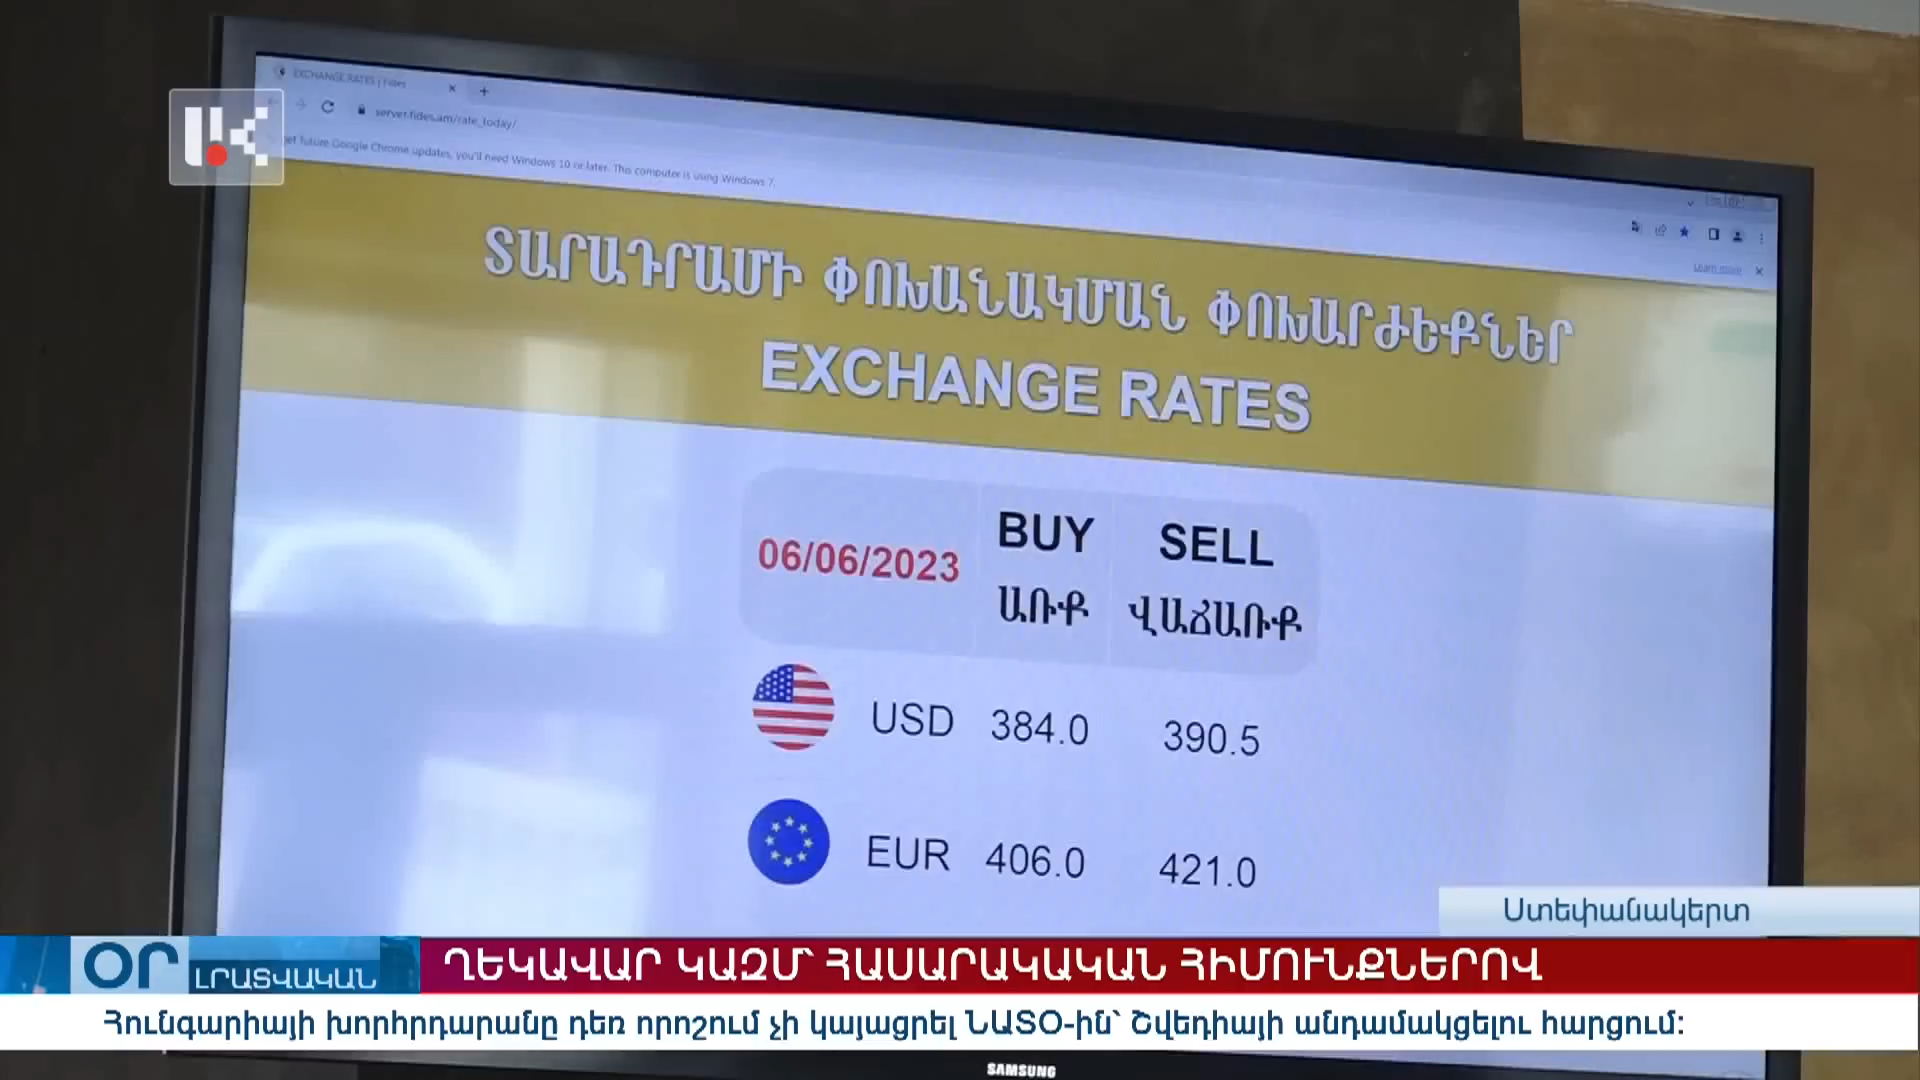 EXCHANGE RATES | Fides
server.fides.am/rate_today/
get future Google Chrome updates, you'll need Windows 10 or later. This computer is using Windows 7.
Learn more
ՏԱՐԱԴՐԱՄԻ ՓՈԽԱՆԱԿՄԱՆ ՓՈԽԱՐԺԵՔՆԵՐ
EXCHANGE RATES
06/06/2023 BUY SELL
ԱՌՔ ՎԱՃԱՌՔ
USD 384.0 390.5
EUR 406.0 421.0
Ստեփանակերտ
ՕՐ ԼՐԱՏՎԱԿԱՆ
ՂԵԿԱՎԱՐ ԿԱԶՄ՝ ՀԱՍԱՐԱԿԱԿԱՆ ՀԻՄՈՒՆՔՆԵՐՈՎ
Հունգարիայի խորհրդարանը դեռ որոշում չի կայացրել ՆԱՏՕ-ին՝ Շվեդիայի անդամակցելու հարցում:
SAMSUNG